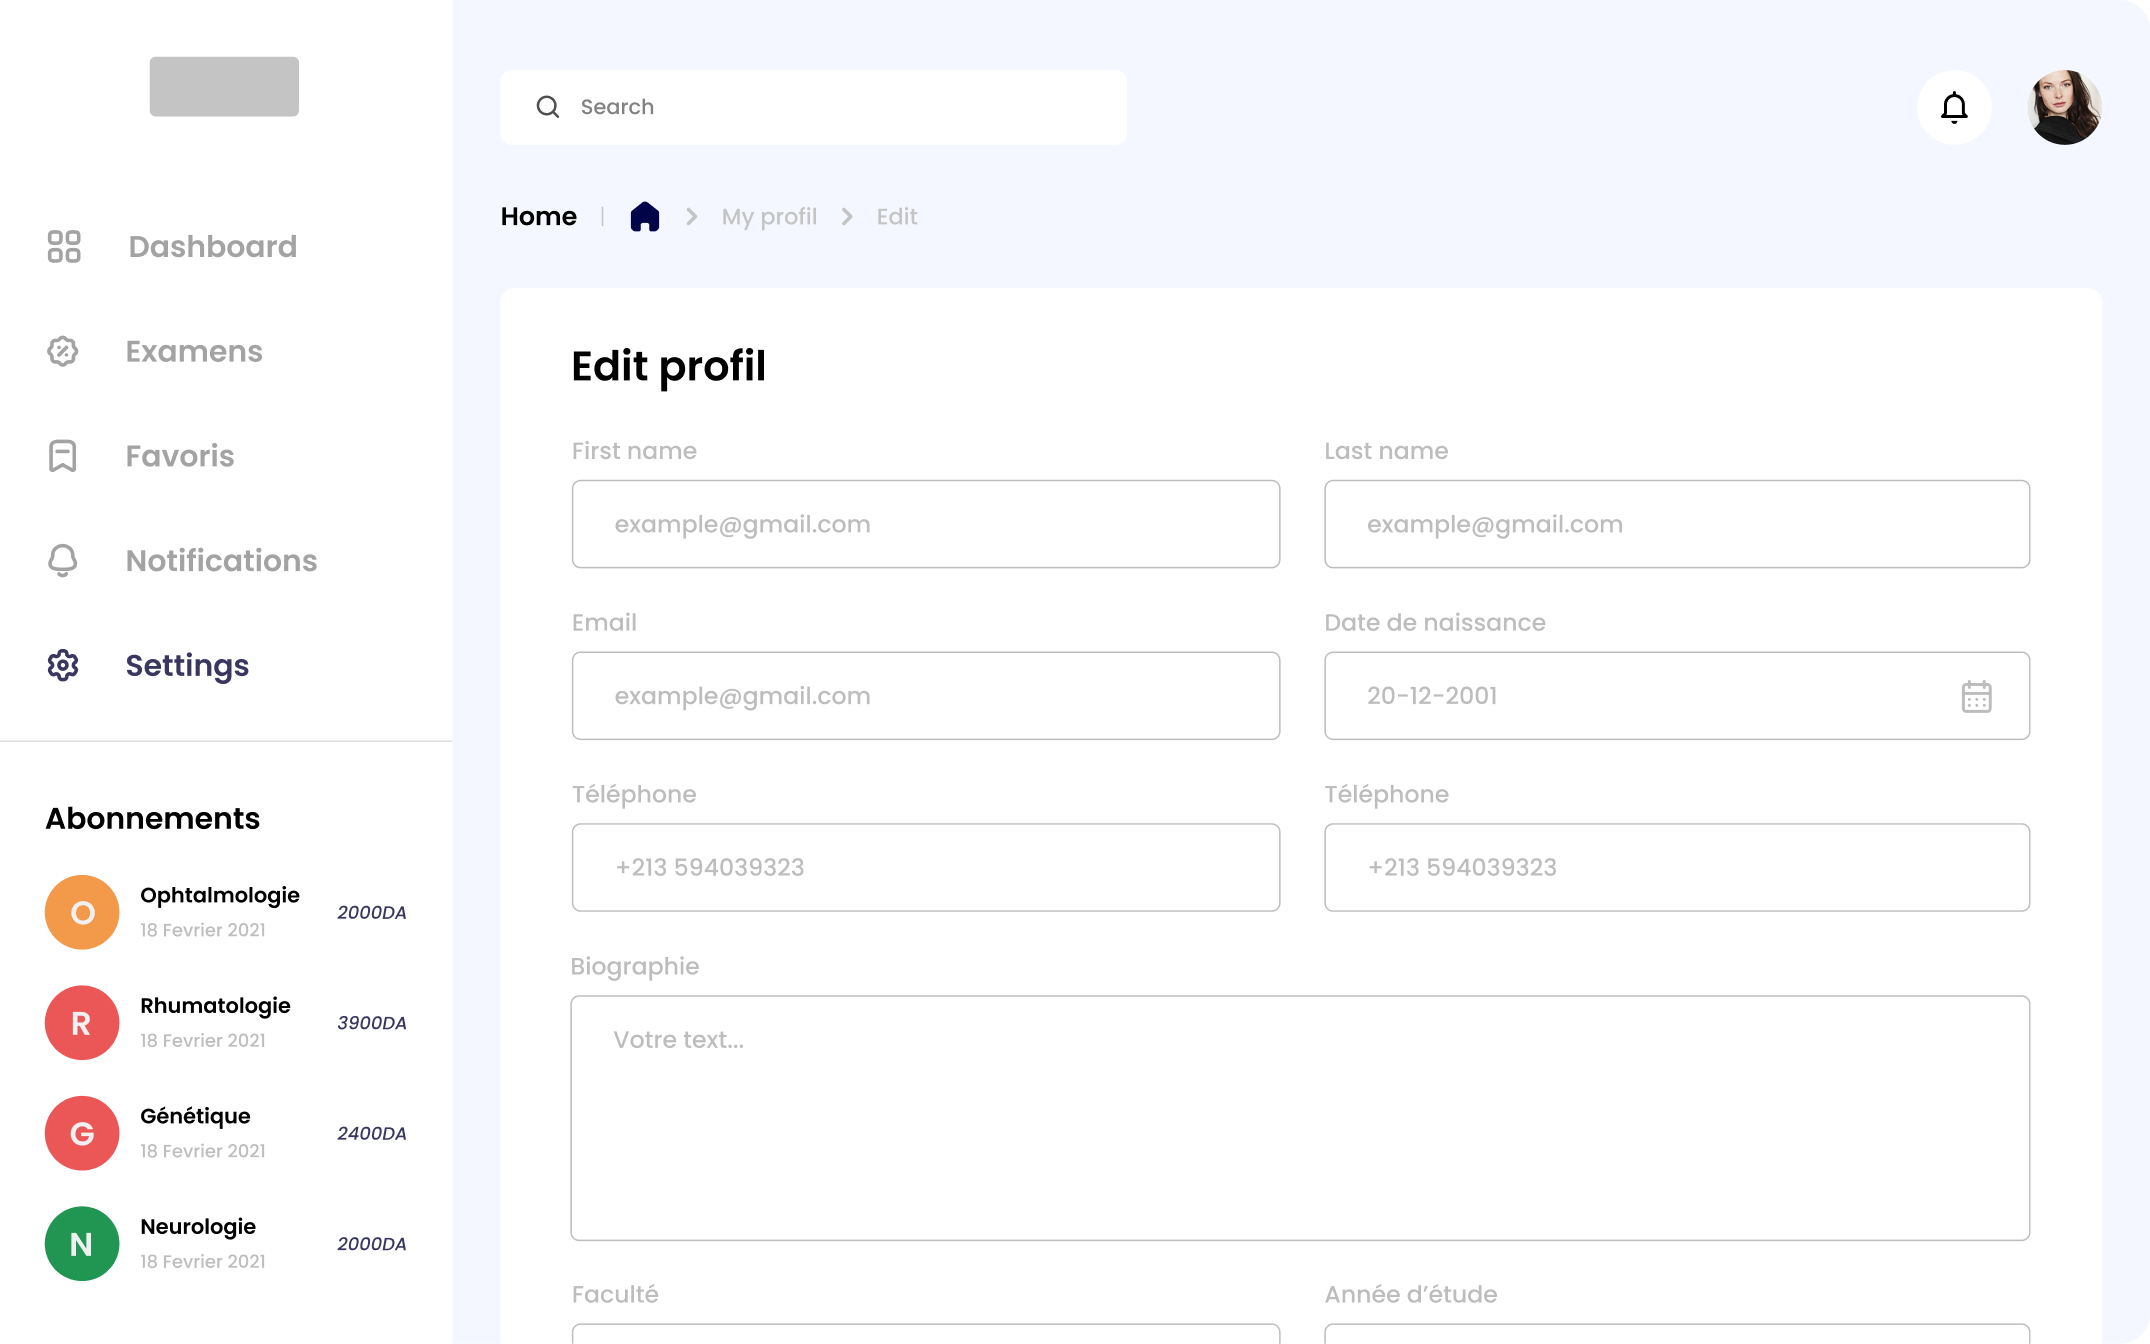 Search
Home
My profil
Edit
Dashboard
Examens
Favoris
Notifications
Settings
Abonnements
O
Ophtalmologie
18 Fevrier 2021
2000DA
R
Rhumatologie
18 Fevrier 2021
3900DA
G
Génétique
18 Fevrier 2021
2400DA
N
Neurologie
18 Fevrier 2021
2000DA
Edit profil
First name
Last name
example@gmail.com
example@gmail.com
Email
Date de naissance
example@gmail.com
20-12-2001
Téléphone
Téléphone
+213 594039323
+213 594039323
Biographie
Votre text...
Faculté
Année d’étude